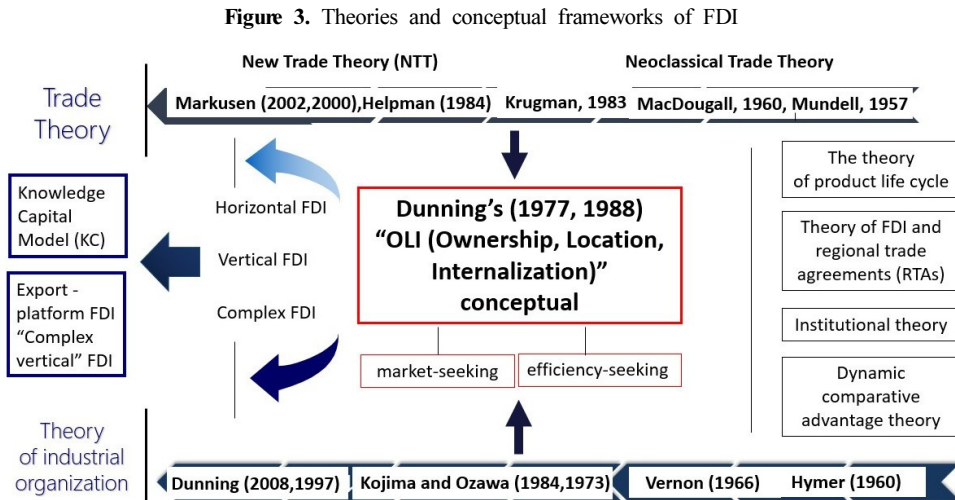 Figure 3. Theories and conceptual frameworks of FDI
New Trade Theory (NTT)
Neoclassical Trade Theory
Trade
Theory
Markusen (2002,2000),Helpman (1984)
Krugman, 1983
MacDougall, 1960, Mundell, 1957
Knowledge
Capital
Model (KC)
Export -
platform FDI
“Complex
vertical” FDI
Horizontal FDI
Vertical FDI
Complex FDI
Dunning’s (1977, 1988)
“OLI (Ownership, Location,
Internalization)”
conceptual
market-seeking
efficiency-seeking
The theory
of product life cycle
Theory of FDI and
regional trade
agreements (RTAs)
Institutional theory
Dynamic
comparative
advantage theory
Theory
of industrial
organization
Dunning (2008,1997)
Kojima and Ozawa (1984,1973)
Vernon (1966)
Hymer (1960)